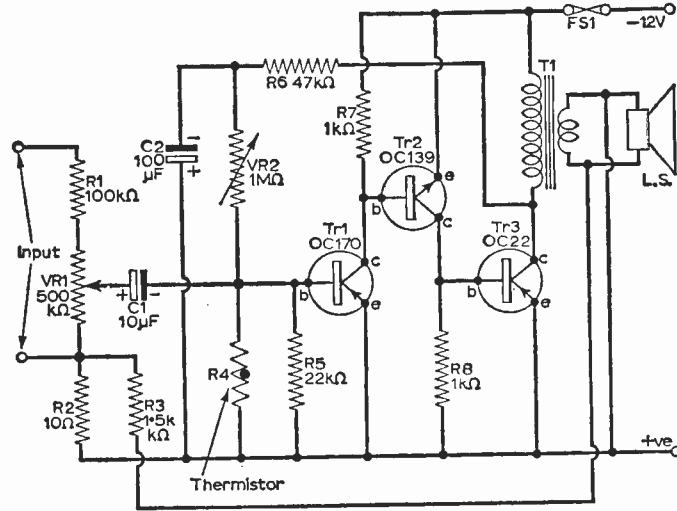 FS1
-12V
T1
R6 47kΩ
R7
1kΩ
C2
100
µF
-
+
VR2
1MΩ
Tr2
OC139
e
b
c
L.S.
R1
100kΩ
Tr1
OC170
Tr3
OC22
Input
VR1
500
kΩ
+
-
C1
10µF
b
c
e
b
c
e
R4
R5
22kΩ
R8
1kΩ
R2
10Ω
R3
1·5k
kΩ
+ve
Thermistor